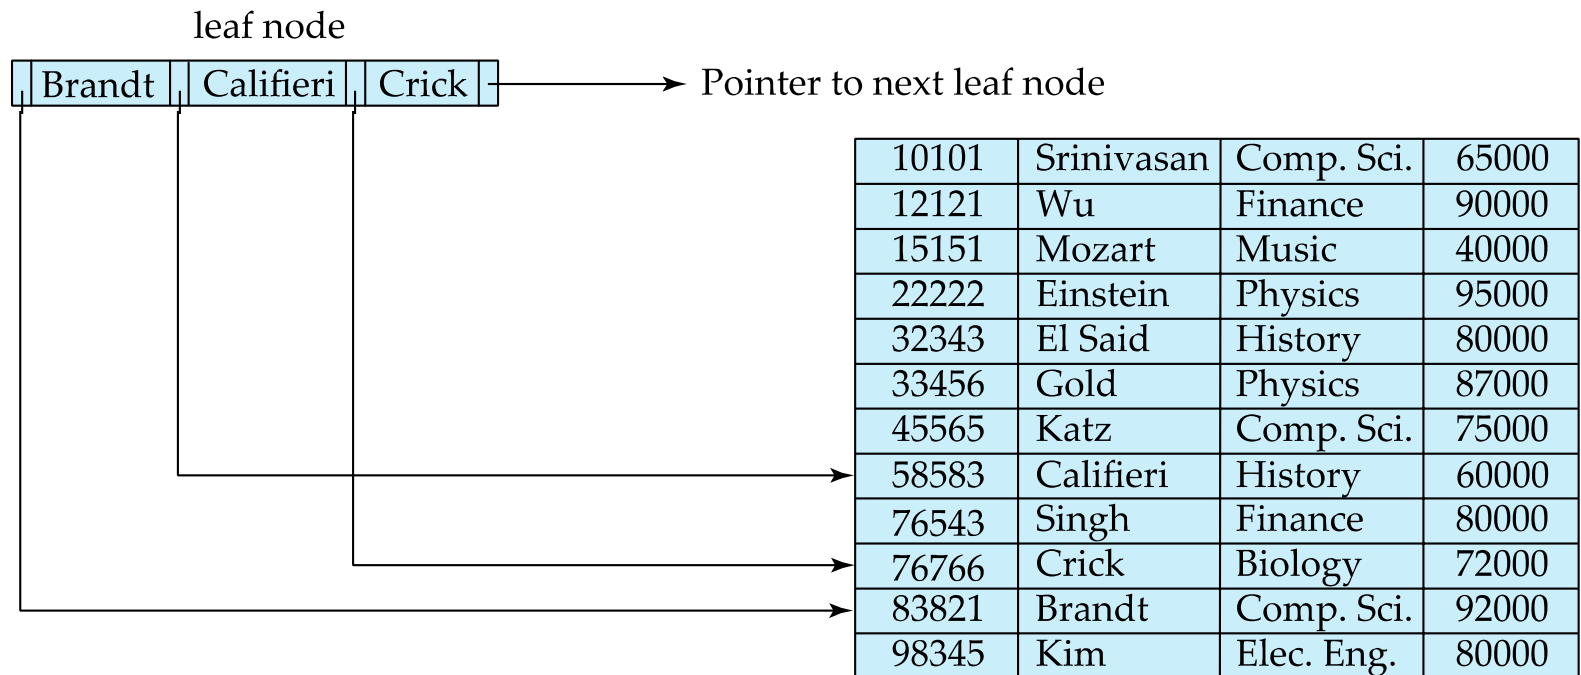 leaf node
Brandt Califieri Crick
Pointer to next leaf node
10101 Srinivasan Comp. Sci. 65000
12121 Wu Finance 90000
15151 Mozart Music 40000
22222 Einstein Physics 95000
32343 El Said History 80000
33456 Gold Physics 87000
45565 Katz Comp. Sci. 75000
58583 Califieri History 60000
76543 Singh Finance 80000
76766 Crick Biology 72000
83821 Brandt Comp. Sci. 92000
98345 Kim Elec. Eng. 80000